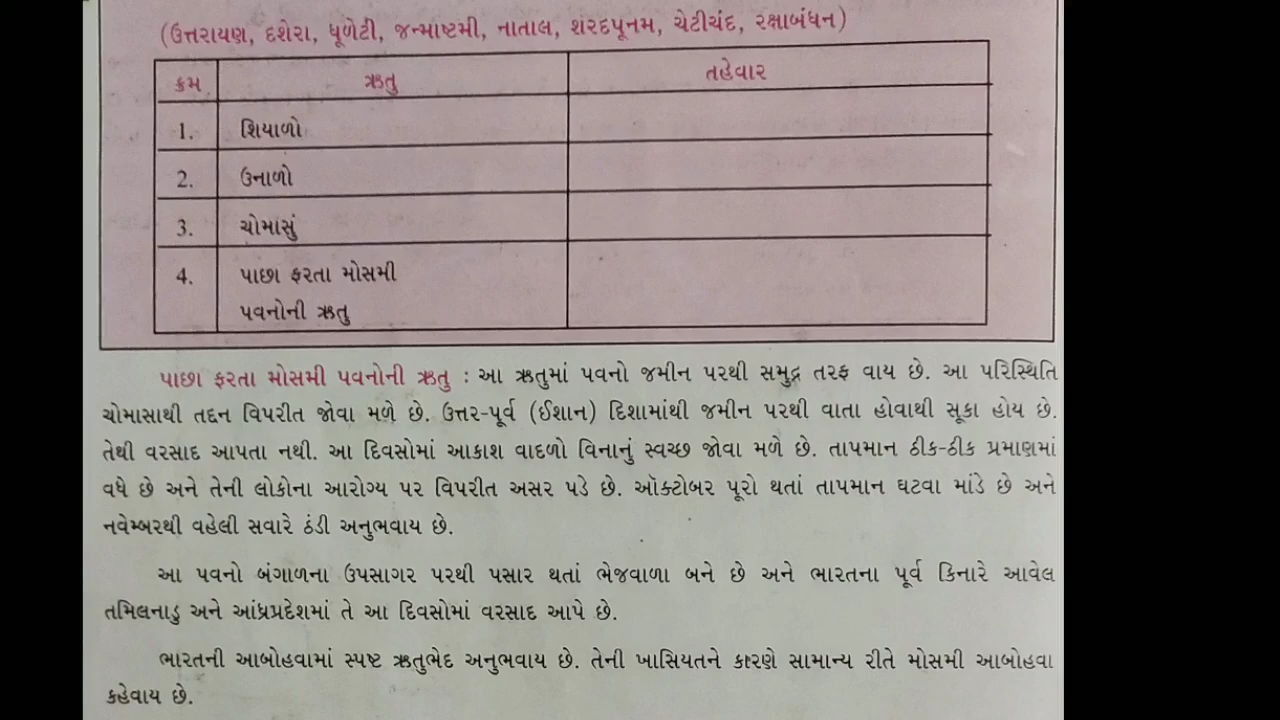 (ઉત્તરાયણ, દશેરા, ધૂળેટી, જન્માષ્ટમી, નાતાલ, શરદપૂનમ, ચેટીચંદ, રક્ષાબંધન)
ક્રમ ઋતુ તહેવાર
1. શિયાળો
2. ઉનાળો
3. ચોમાસું
4. પાછા ફરતા મોસમી
પવનોની ઋતુ
પાછા ફરતા મોસમી પવનોની ઋતુ : આ ઋતુમાં પવનો જમીન પરથી સમુદ્ર તરફ વાય છે. આ પરિસ્થિતિ
ચોમાસાથી તદ્દન વિપરીત જોવા મળે છે. ઉત્તર-પૂર્વ (ઈશાન) દિશામાંથી જમીન પરથી વાતા હોવાથી સૂકા હોય છે.
તેથી વરસાદ આપતા નથી. આ દિવસોમાં આકાશ વાદળો વિનાનું સ્વચ્છ જોવા મળે છે. તાપમાન ઠીક-ઠીક પ્રમાણમાં
વધે છે અને તેની લોકોના આરોગ્ય પર વિપરીત અસર પડે છે. ઑક્ટોબર પૂરો થતાં તાપમાન ઘટવા માંડે છે અને
નવેમ્બરથી વહેલી સવારે ઠંડી અનુભવાય છે.
આ પવનો બંગાળના ઉપસાગર પરથી પસાર થતાં ભેજવાળા બને છે અને ભારતના પૂર્વ કિનારે આવેલ
તમિલનાડુ અને આંધ્રપ્રદેશમાં તે આ દિવસોમાં વરસાદ આપે છે.
ભારતની આબોહવામાં સ્પષ્ટ ઋતુભેદ અનુભવાય છે. તેની ખાસિયતને કારણે સામાન્ય રીતે મોસમી આબોહવા
કહેવાય છે.